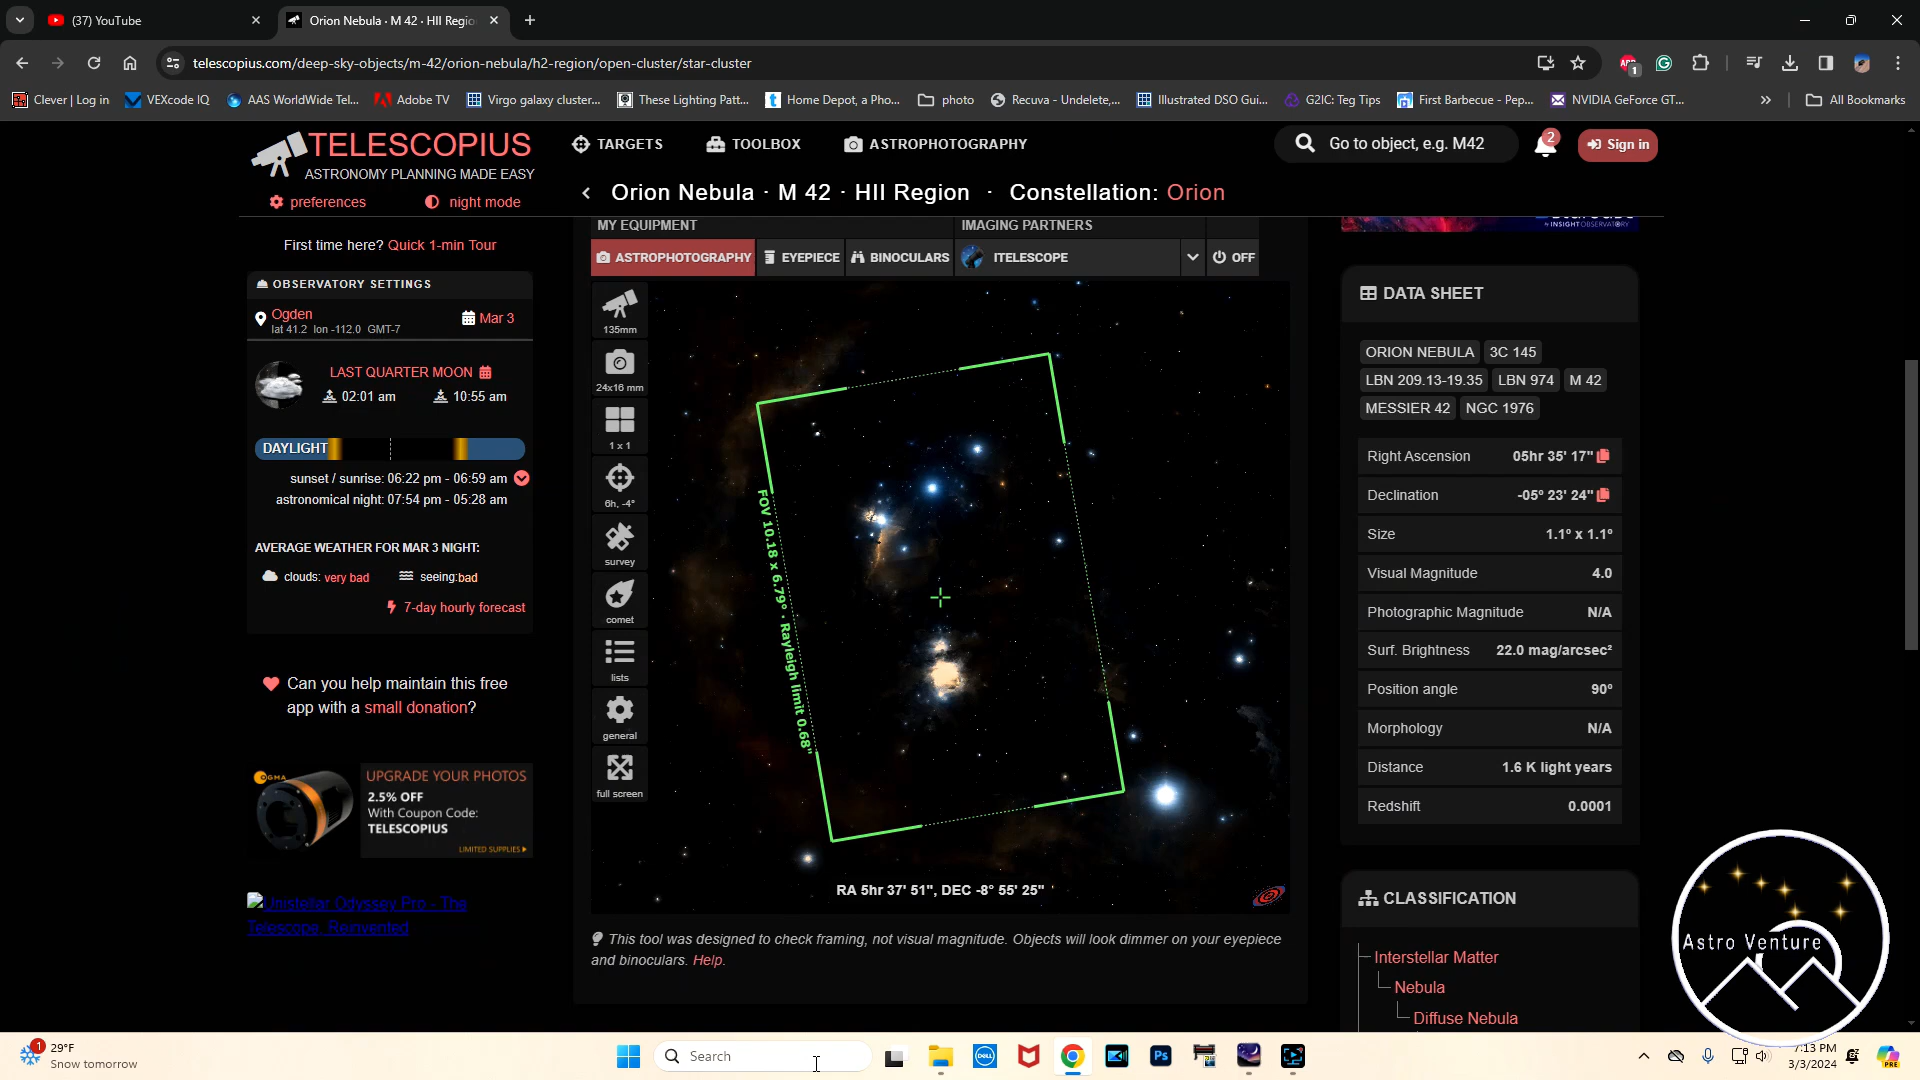 (37) YouTube
Orion Nebula · M 42 · HII Regio
telescopius.com/deep-sky-objects/m-42/orion-nebula/h2-region/open-cluster/star-cluster
1
Clever | Log in
VEXcode IQ
AAS WorldWide Tel...
Adobe TV
Virgo galaxy cluster...
These Lighting Patt...
Home Depot, a Pho...
photo
Recuva - Undelete,...
Illustrated DSO Gui...
G2IC: Teg Tips
First Barbecue - Pep...
NVIDIA GeForce GT...
All Bookmarks
TELESCOPIUS
ASTRONOMY PLANNING MADE EASY
preferences
night mode
TARGETS
TOOLBOX
ASTROPHOTOGRAPHY
Go to object, e.g. M42
2
Sign in
Orion Nebula · M 42 · HII Region · Constellation: Orion
First time here? Quick 1-min Tour
OBSERVATORY SETTINGS
Ogden
lat 41.2 lon -112.0 GMT-7
Mar 3
LAST QUARTER MOON
02:01 am
10:55 am
DAYLIGHT
sunset / sunrise: 06:22 pm - 06:59 am
astronomical night: 07:54 pm - 05:28 am
AVERAGE WEATHER FOR MAR 3 NIGHT:
clouds: very bad
seeing:bad
7-day hourly forecast
Can you help maintain this free
app with a small donation?
OGMA
UPGRADE YOUR PHOTOS
2.5% OFF
With Coupon Code:
TELESCOPIUS
LIMITED SUPPLIES
Unistellar Odyssey Pro - The
Telescope, Reinvented
MY EQUIPMENT
IMAGING PARTNERS
ASTROPHOTOGRAPHY
EYEPIECE
BINOCULARS
ITELESCOPE
OFF
135mm
24x16 mm
1 x 1
6h, -4°
survey
comet
lists
general
full screen
FOV 10.18 x 6.79° · Rayleigh limit 0.68"
RA 5hr 37' 51", DEC -8° 55' 25"
This tool was designed to check framing, not visual magnitude. Objects will look dimmer on your eyepiece
and binoculars. Help.
by INSIGHT OBSERVATORY
DATA SHEET
ORION NEBULA
3C 145
LBN 209.13-19.35
LBN 974
M 42
MESSIER 42
NGC 1976
Right Ascension 05hr 35' 17"
Declination -05º 23' 24"
Size 1.1º x 1.1º
Visual Magnitude 4.0
Photographic Magnitude N/A
Surf. Brightness 22.0 mag/arcsec²
Position angle 90º
Morphology N/A
Distance 1.6 K light years
Redshift 0.0001
CLASSIFICATION
Interstellar Matter
Nebula
Diffuse Nebula
Astro Venture
1
29°F
Snow tomorrow
Search
DELL
Ps
7:13 PM
3/3/2024
PRE